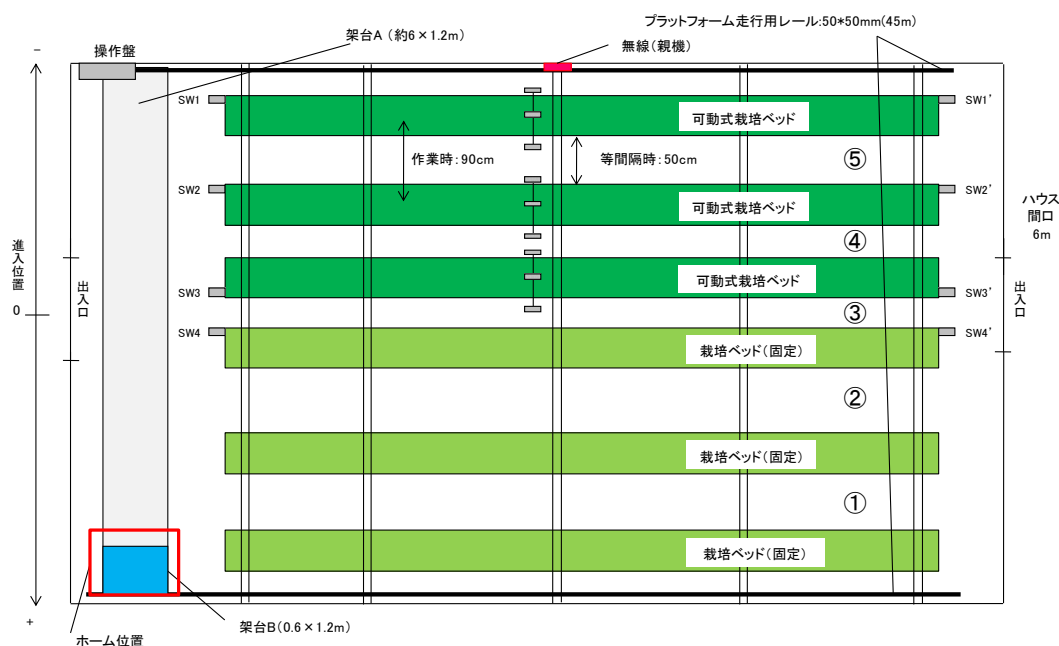 プラットフォーム走行用レール:50*50mm(45m)
架台A (約6×1.2m)
無線(親機)
操作盤
－
SW1
可動式栽培ベッド
SW1'
作業時:90cm
等間隔時:50cm
⑤
SW2
可動式栽培ベッド
SW2'
ハウス
間口
6m
④
進入位置
0
出入口
可動式栽培ベッド
SW3
SW3'
出入口
③
SW4
栽培ベッド(固定)
SW4'
②
栽培ベッド(固定)
①
栽培ベッド(固定)
+
架台B(0.6×1.2m)
ホーム位置